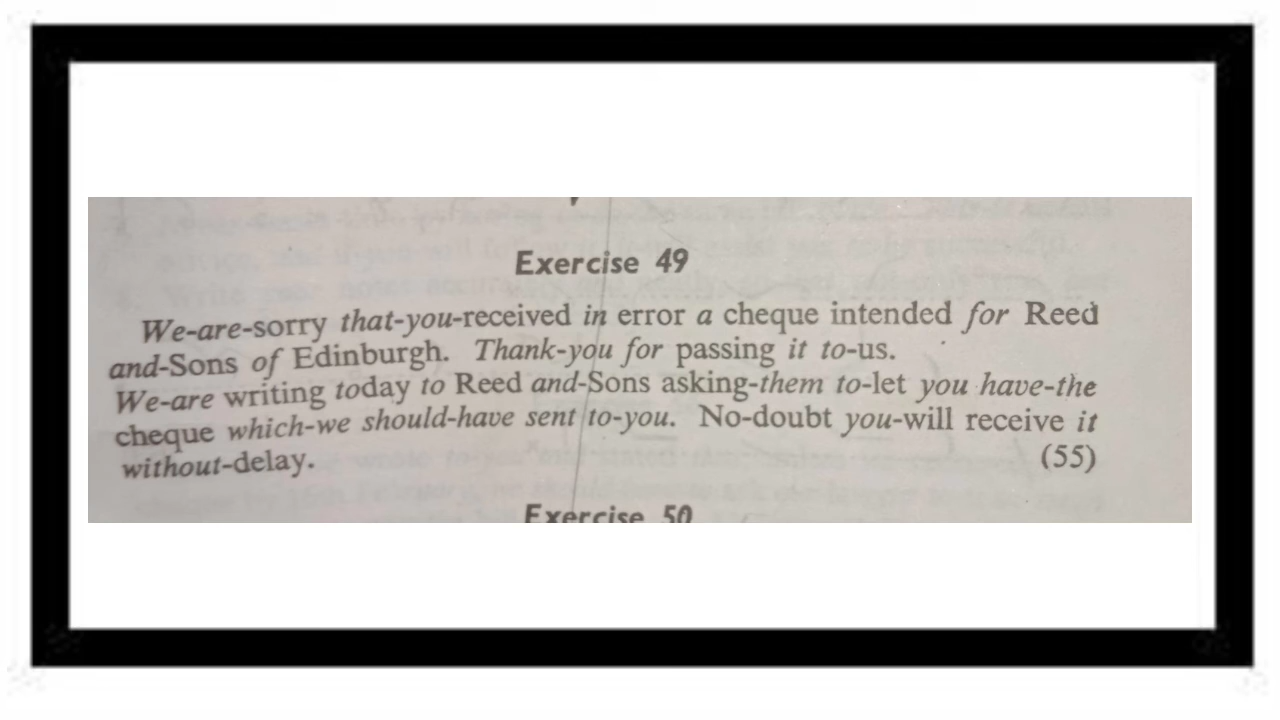 Exercise 49
We-are-sorry that-you-received in error a cheque intended for Reed
and-Sons of Edinburgh. Thank-you for passing it to-us.
We-are writing today to Reed and-Sons asking-them to-let you have-the
cheque which-we should-have sent to-you. No-doubt you-will receive it
without-delay. (55)
Exercise 50